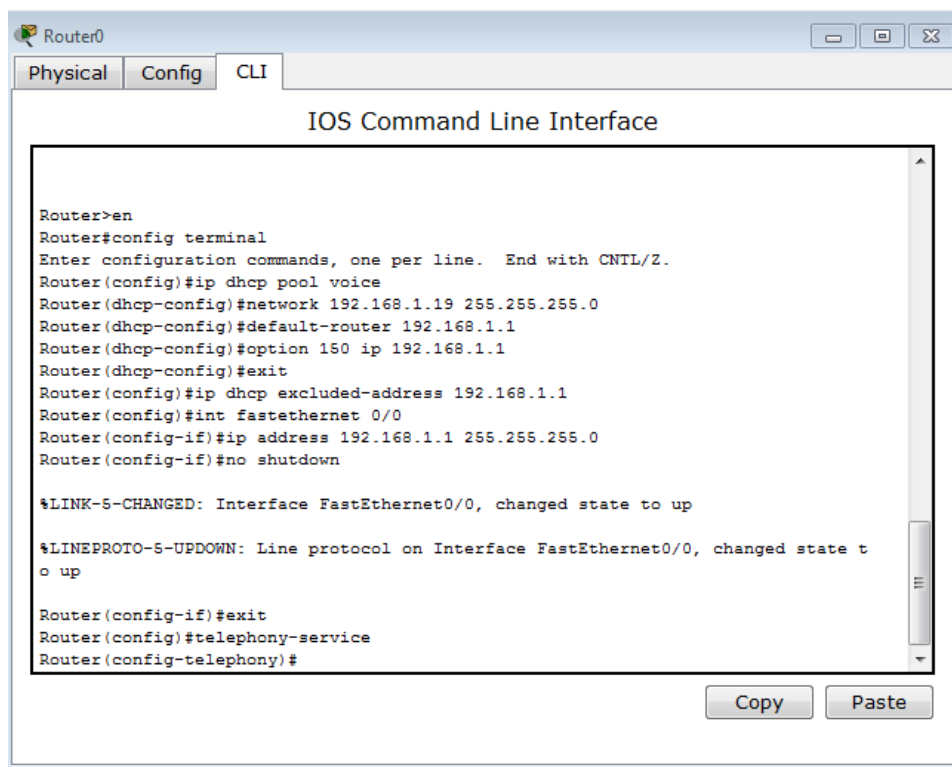 Router0
Physical Config CLI
IOS Command Line Interface
Router>en
Router#config terminal
Enter configuration commands, one per line.  End with CNTL/Z.
Router(config)#ip dhcp pool voice
Router(dhcp-config)#network 192.168.1.19 255.255.255.0
Router(dhcp-config)#default-router 192.168.1.1
Router(dhcp-config)#option 150 ip 192.168.1.1
Router(dhcp-config)#exit
Router(config)#ip dhcp excluded-address 192.168.1.1
Router(config)#int fastethernet 0/0
Router(config-if)#ip address 192.168.1.1 255.255.255.0
Router(config-if)#no shutdown
%LINK-5-CHANGED: Interface FastEthernet0/0, changed state to up
%LINEPROTO-5-UPDOWN: Line protocol on Interface FastEthernet0/0, changed state t
o up
Router(config-if)#exit
Router(config)#telephony-service
Router(config-telephony)#
Copy Paste